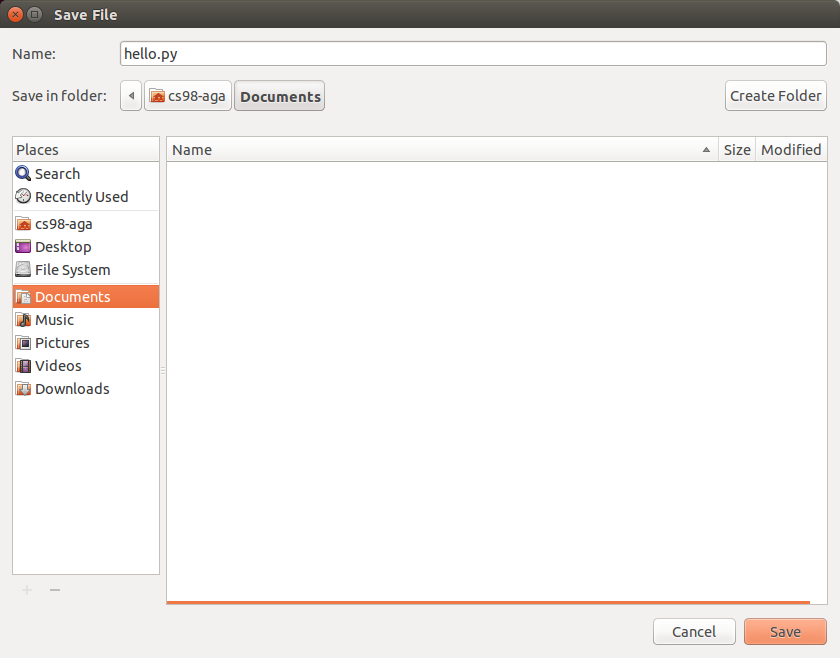 Save File
Name: hello.py
Save in folder: cs98-aga Documents Create Folder
Places
Search
Recently Used
cs98-aga
Desktop
File System
Documents
Music
Pictures
Videos
Downloads
Name Size Modified
Cancel Save